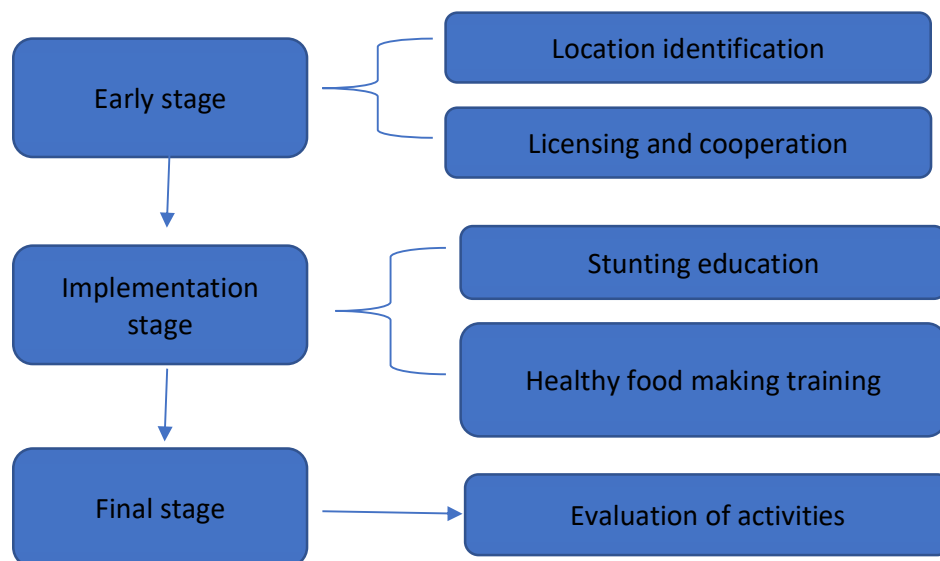 Early stage
Location identification
Licensing and cooperation
Implementation
stage
Stunting education
Healthy food making training
Final stage
Evaluation of activities